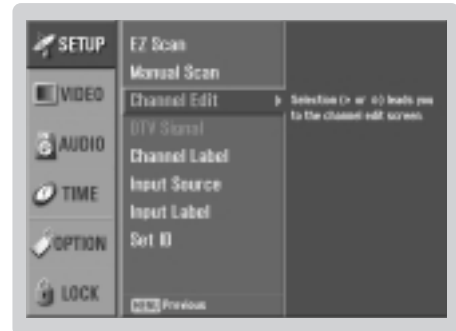 SETUP
VIDEO
AUDIO
TIME
OPTION
LOCK
EZ Scan
Manual Scan
Channel Edit
DTV Signal
Channel Label
Input Source
Input Label
Set ID
MENU Previous
Selection (> or ⊙) leads you
to the channel edit screen